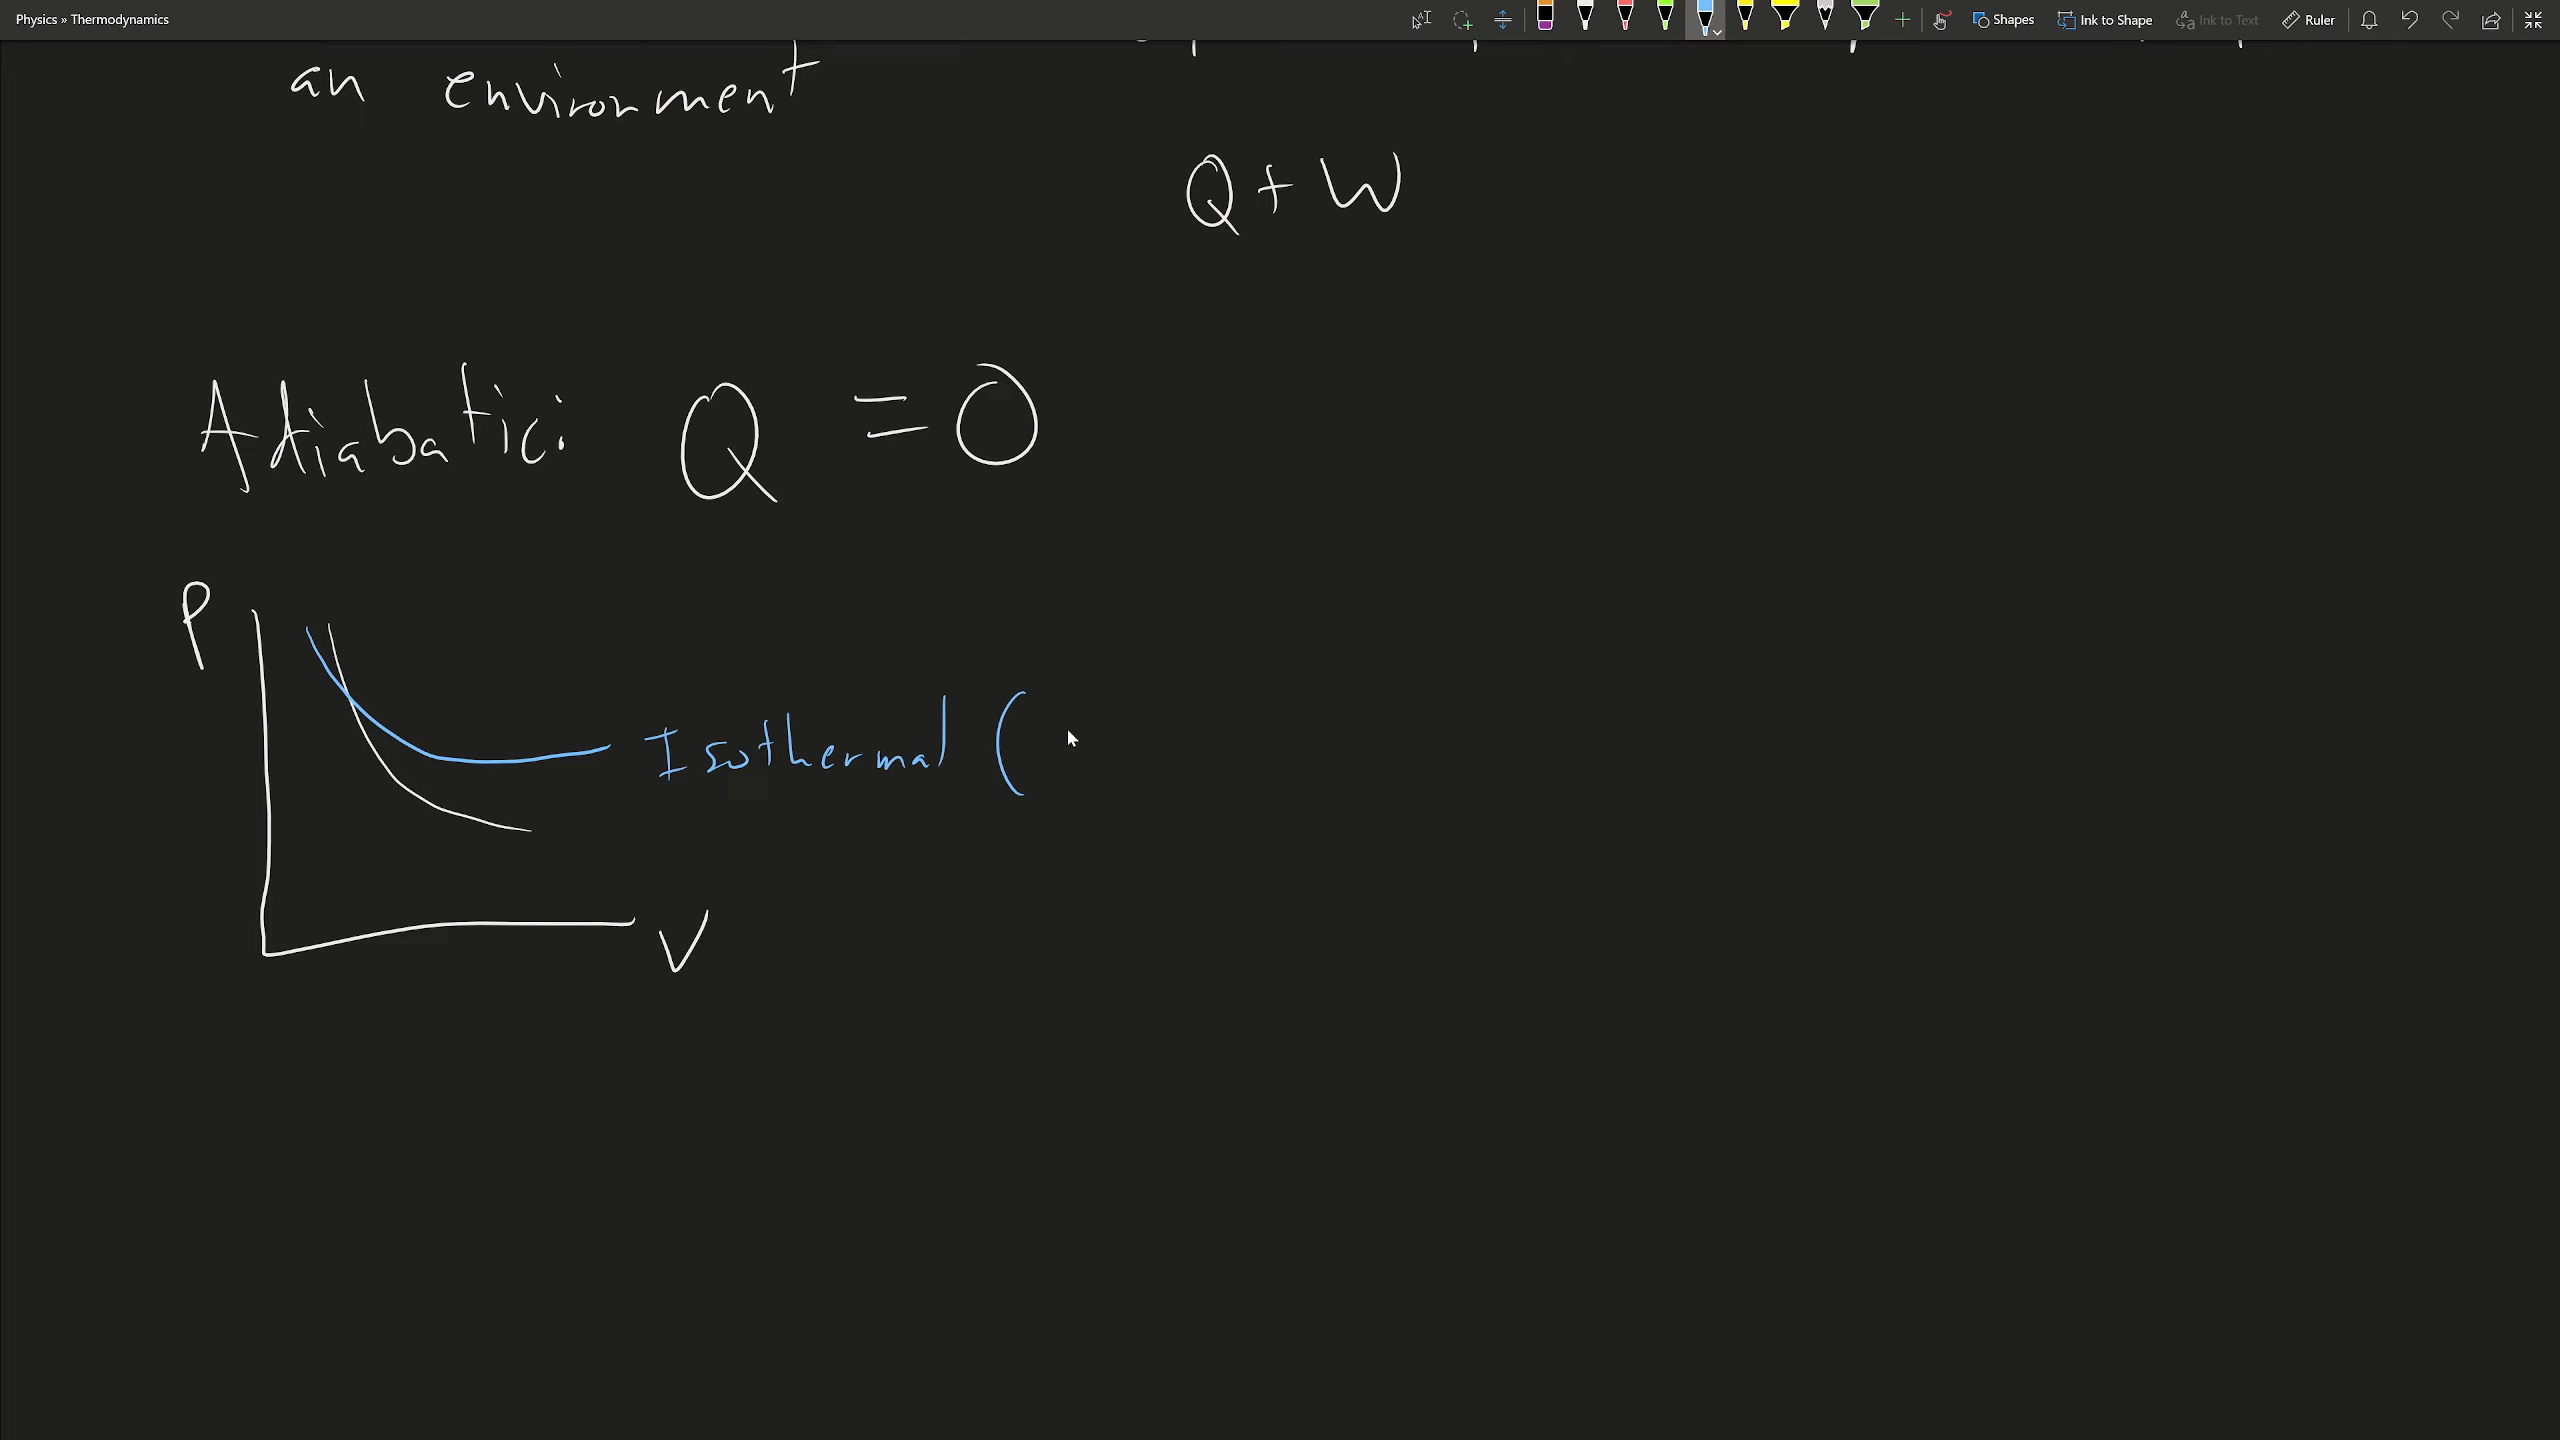 Physics » Thermodynamics
Shapes
Ink to Shape
Ink to Text
Ruler
an environment
Q + W
Adiabatic: Q = 0
P
Isothermal (
V